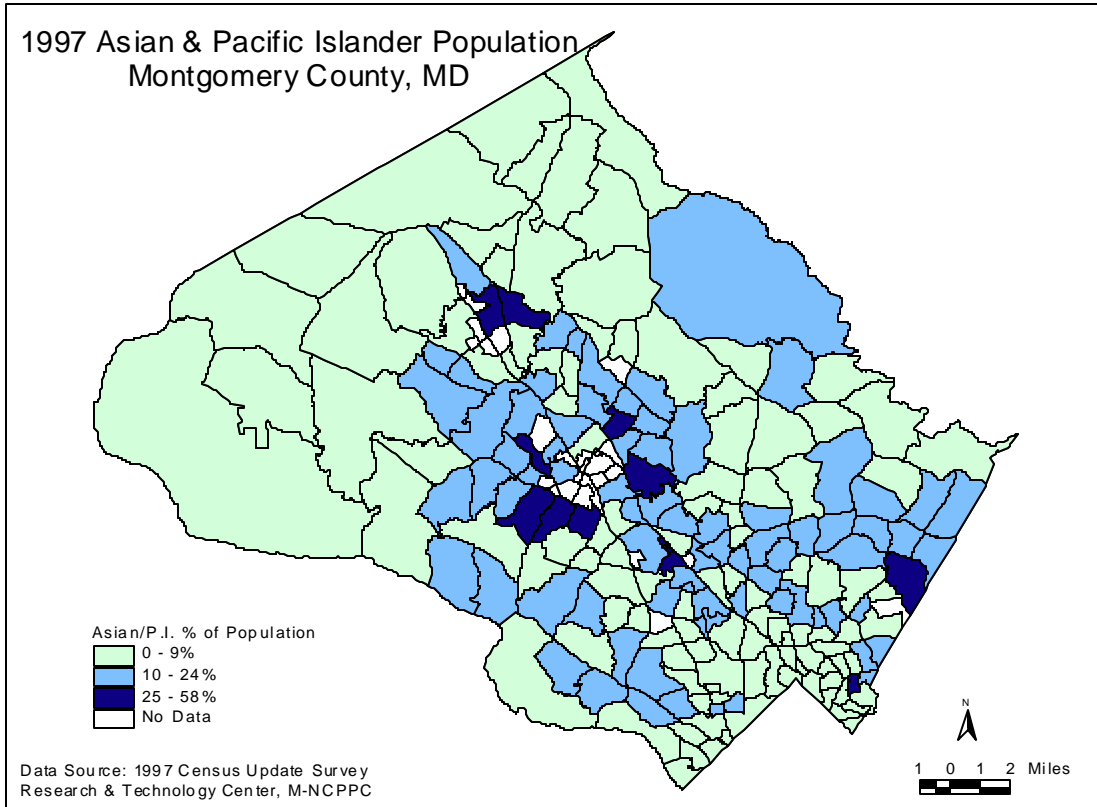 1997 Asian & Pacific Islander Population
Montgomery County, MD
Asian/P.I. % of Population
0 - 9%
10 - 24%
25 - 58%
No Data
N
1 0 1 2 Miles
Data Source: 1997 Census Update Survey
Research & Technology Center, M-NCPPC